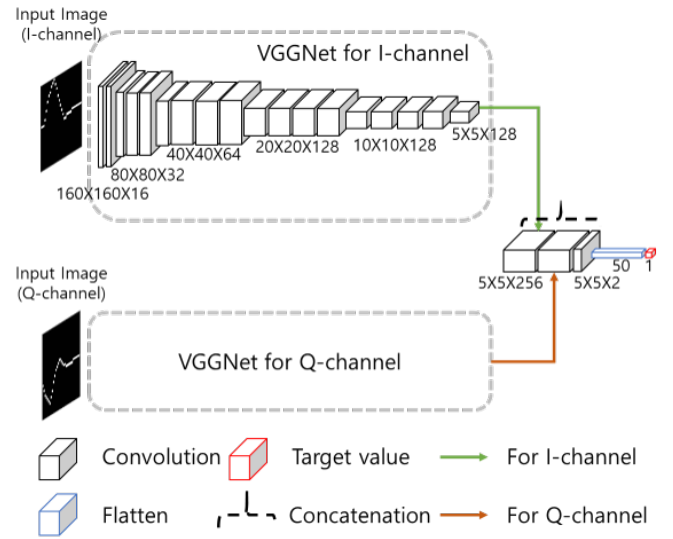 Input Image
(I-channel)
VGGNet for I-channel
160X160X16
80X80X32
40X40X64
20X20X128
10X10X128
5X5X128
5X5X256
5X5X2
50
1
Input Image
(Q-channel)
VGGNet for Q-channel
Convolution
Target value
For I-channel
Flatten
Concatenation
For Q-channel